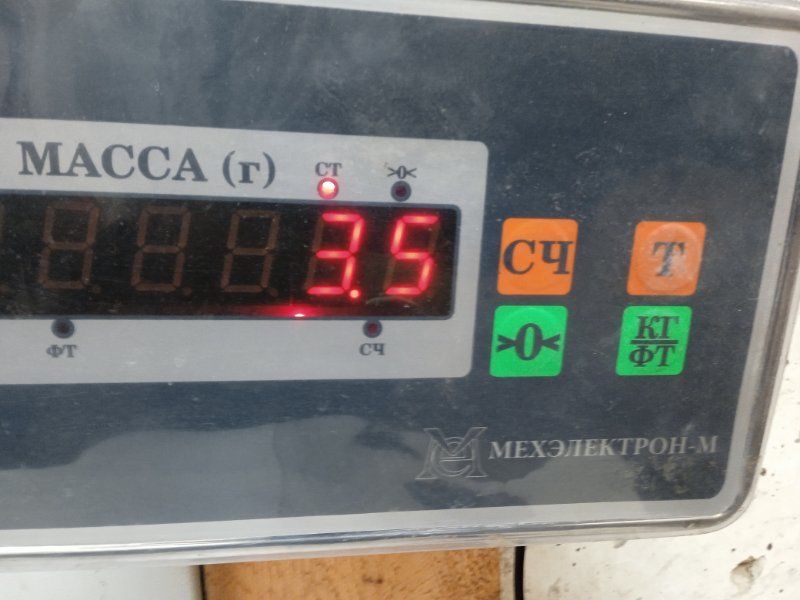 МАССА (г)
СТ
>0<
3.5
ФТ
СЧ
СЧ
Т
>0<
КТ
ФТ
МЕХЭЛЕКТРОН-М